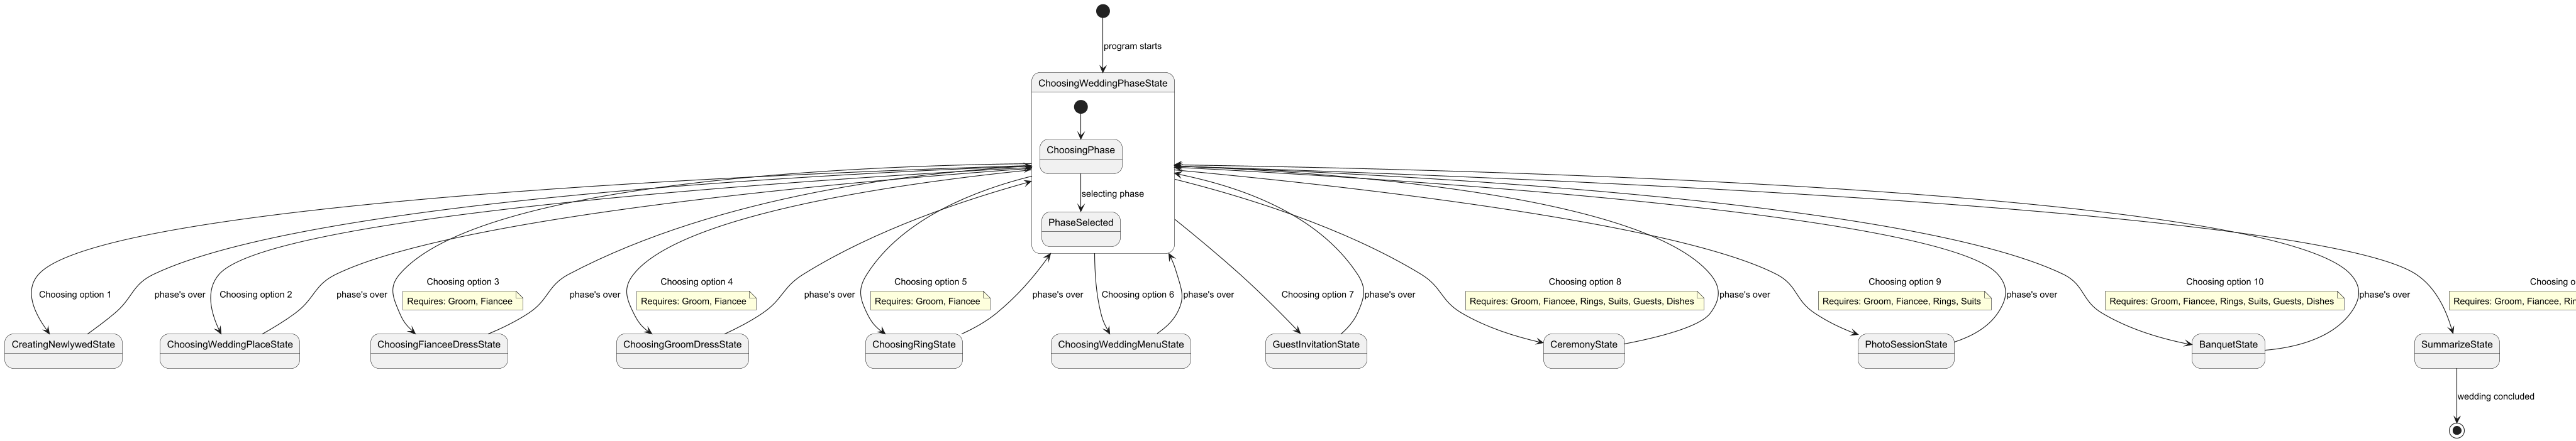 program starts
ChoosingWeddingPhaseState
ChoosingPhase
selecting phase
PhaseSelected
Choosing option 1
phase's over
Choosing option 2
phase's over
Choosing option 3
Requires: Groom, Fiancee
phase's over
Choosing option 4
Requires: Groom, Fiancee
phase's over
Choosing option 5
Requires: Groom, Fiancee
phase's over
Choosing option 6
phase's over
Choosing option 7
phase's over
Choosing option 8
Requires: Groom, Fiancee, Rings, Suits, Guests, Dishes
phase's over
Choosing option 9
Requires: Groom, Fiancee, Rings, Suits
phase's over
Choosing option 10
Requires: Groom, Fiancee, Rings, Suits, Guests, Dishes
phase's over
Choosing
Requires: Groom, Fiancee,
CreatingNewlywedState
ChoosingWeddingPlaceState
ChoosingFianceeDressState
ChoosingGroomDressState
ChoosingRingState
ChoosingWeddingMenuState
GuestInvitationState
CeremonyState
PhotoSessionState
BanquetState
SummarizeState
wedding concluded